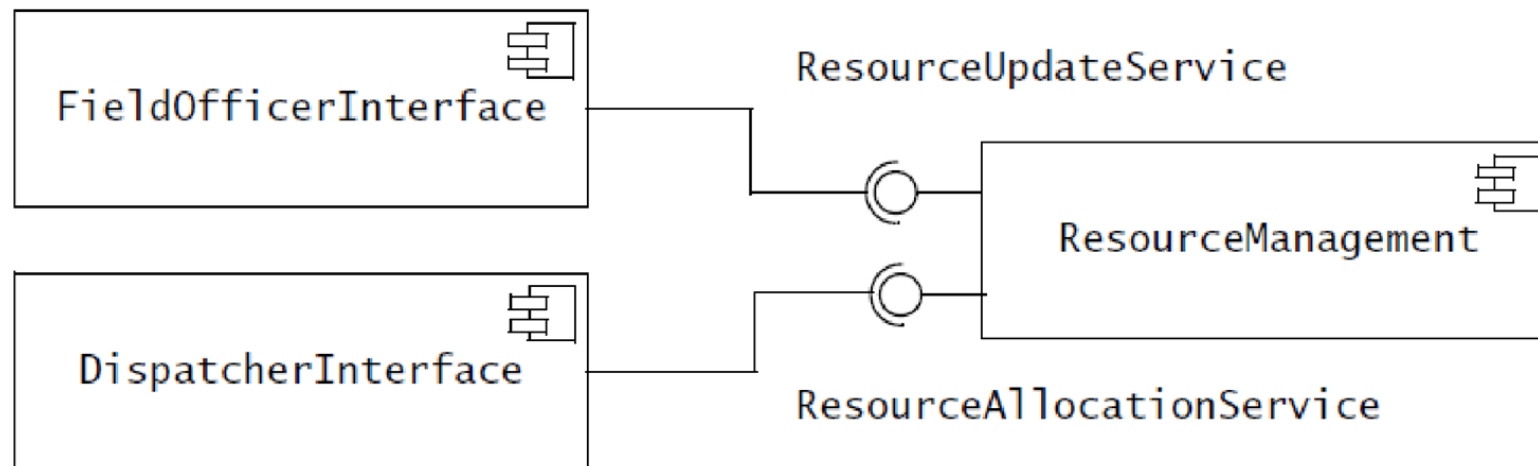 ResourceUpdateService
FieldOfficerInterface
ResourceManagement
DispatcherInterface
ResourceAllocationService